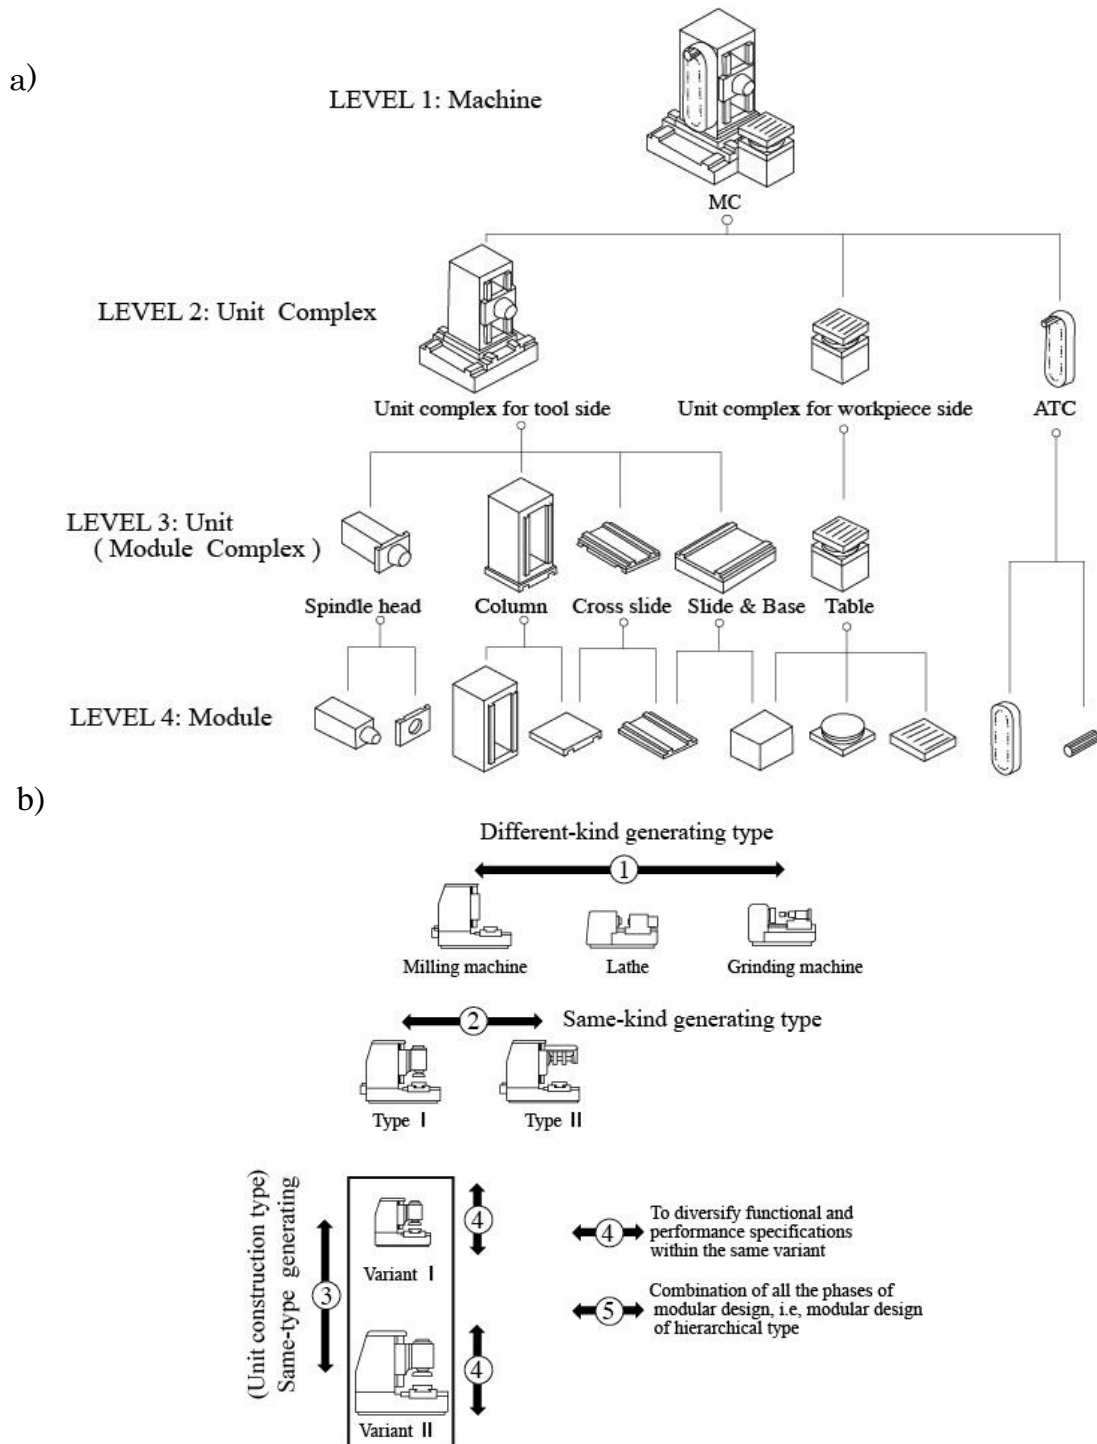 a)
LEVEL 1: Machine
MC
LEVEL 2: Unit Complex
Unit complex for tool side
Unit complex for workpiece side
ATC
LEVEL 3: Unit
( Module Complex )
Spindle head
Column
Cross slide
Slide & Base
Table
LEVEL 4: Module
b)
Different-kind generating type
1
Milling machine
Lathe
Grinding machine
2
Same-kind generating type
Type I
Type II
(Unit construction type)
Same-type generating
3
4
Variant I
4
Variant II
4
To diversify functional and
performance specifications
within the same variant
5
Combination of all the phases of
modular design, i.e, modular design
of hierarchical type